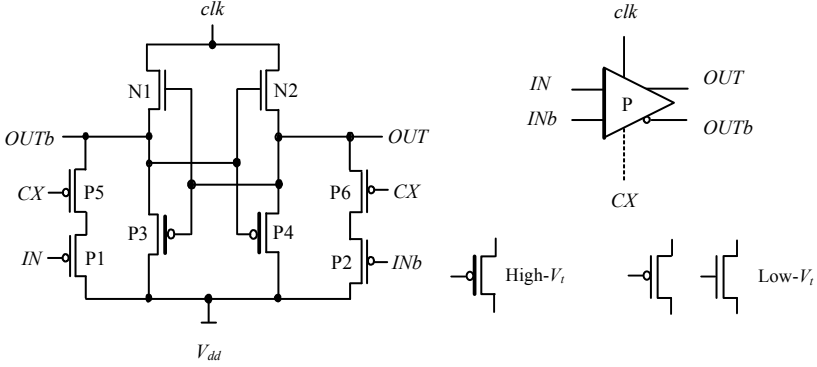 clk
N1
N2
OUTb
OUT
CX
P5
P6
CX
P3
P4
IN
P1
P2
INb
Vdd
clk
IN
INb
P
OUT
OUTb
CX
High-Vt
Low-Vt